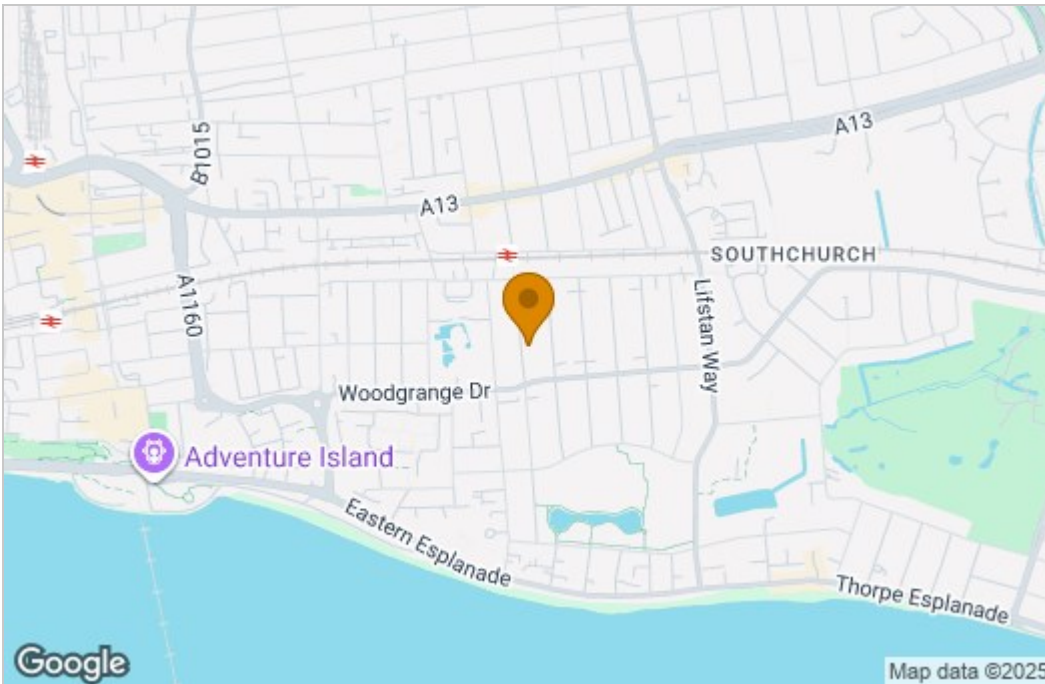 A13
B1015
A13
SOUTHCHURCH
A1160
Lifstan Way
Woodgrange Dr
Adventure Island
Eastern Esplanade
Thorpe Esplanade
Google
Map data ©2025